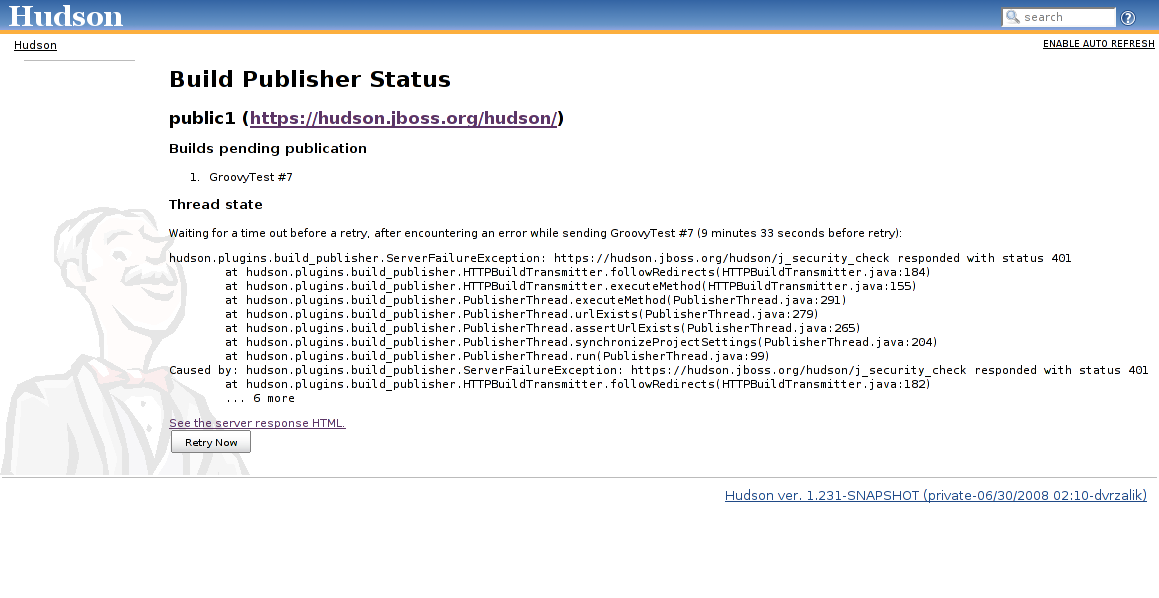 Hudson
search
?
Hudson
ENABLE AUTO REFRESH
Build Publisher Status
public1 (https://hudson.jboss.org/hudson/)
Builds pending publication
1. GroovyTest #7
Thread state
Waiting for a time out before a retry, after encountering an error while sending GroovyTest #7 (9 minutes 33 seconds before retry):
hudson.plugins.build_publisher.ServerFailureException: https://hudson.jboss.org/hudson/j_security_check responded with status 401
at hudson.plugins.build_publisher.HTTPBuildTransmitter.followRedirects(HTTPBuildTransmitter.java:184)
at hudson.plugins.build_publisher.HTTPBuildTransmitter.executeMethod(HTTPBuildTransmitter.java:155)
at hudson.plugins.build_publisher.PublisherThread.executeMethod(PublisherThread.java:291)
at hudson.plugins.build_publisher.PublisherThread.urlExists(PublisherThread.java:279)
at hudson.plugins.build_publisher.PublisherThread.assertUrlExists(PublisherThread.java:265)
at hudson.plugins.build_publisher.PublisherThread.synchronizeProjectSettings(PublisherThread.java:204)
at hudson.plugins.build_publisher.PublisherThread.run(PublisherThread.java:99)
Caused by: hudson.plugins.build_publisher.ServerFailureException: https://hudson.jboss.org/hudson/j_security_check responded with status 401
at hudson.plugins.build_publisher.HTTPBuildTransmitter.followRedirects(HTTPBuildTransmitter.java:182)
... 6 more
See the server response HTML.
Retry Now
Hudson ver. 1.231-SNAPSHOT (private-06/30/2008 02:10-dvrzalik)